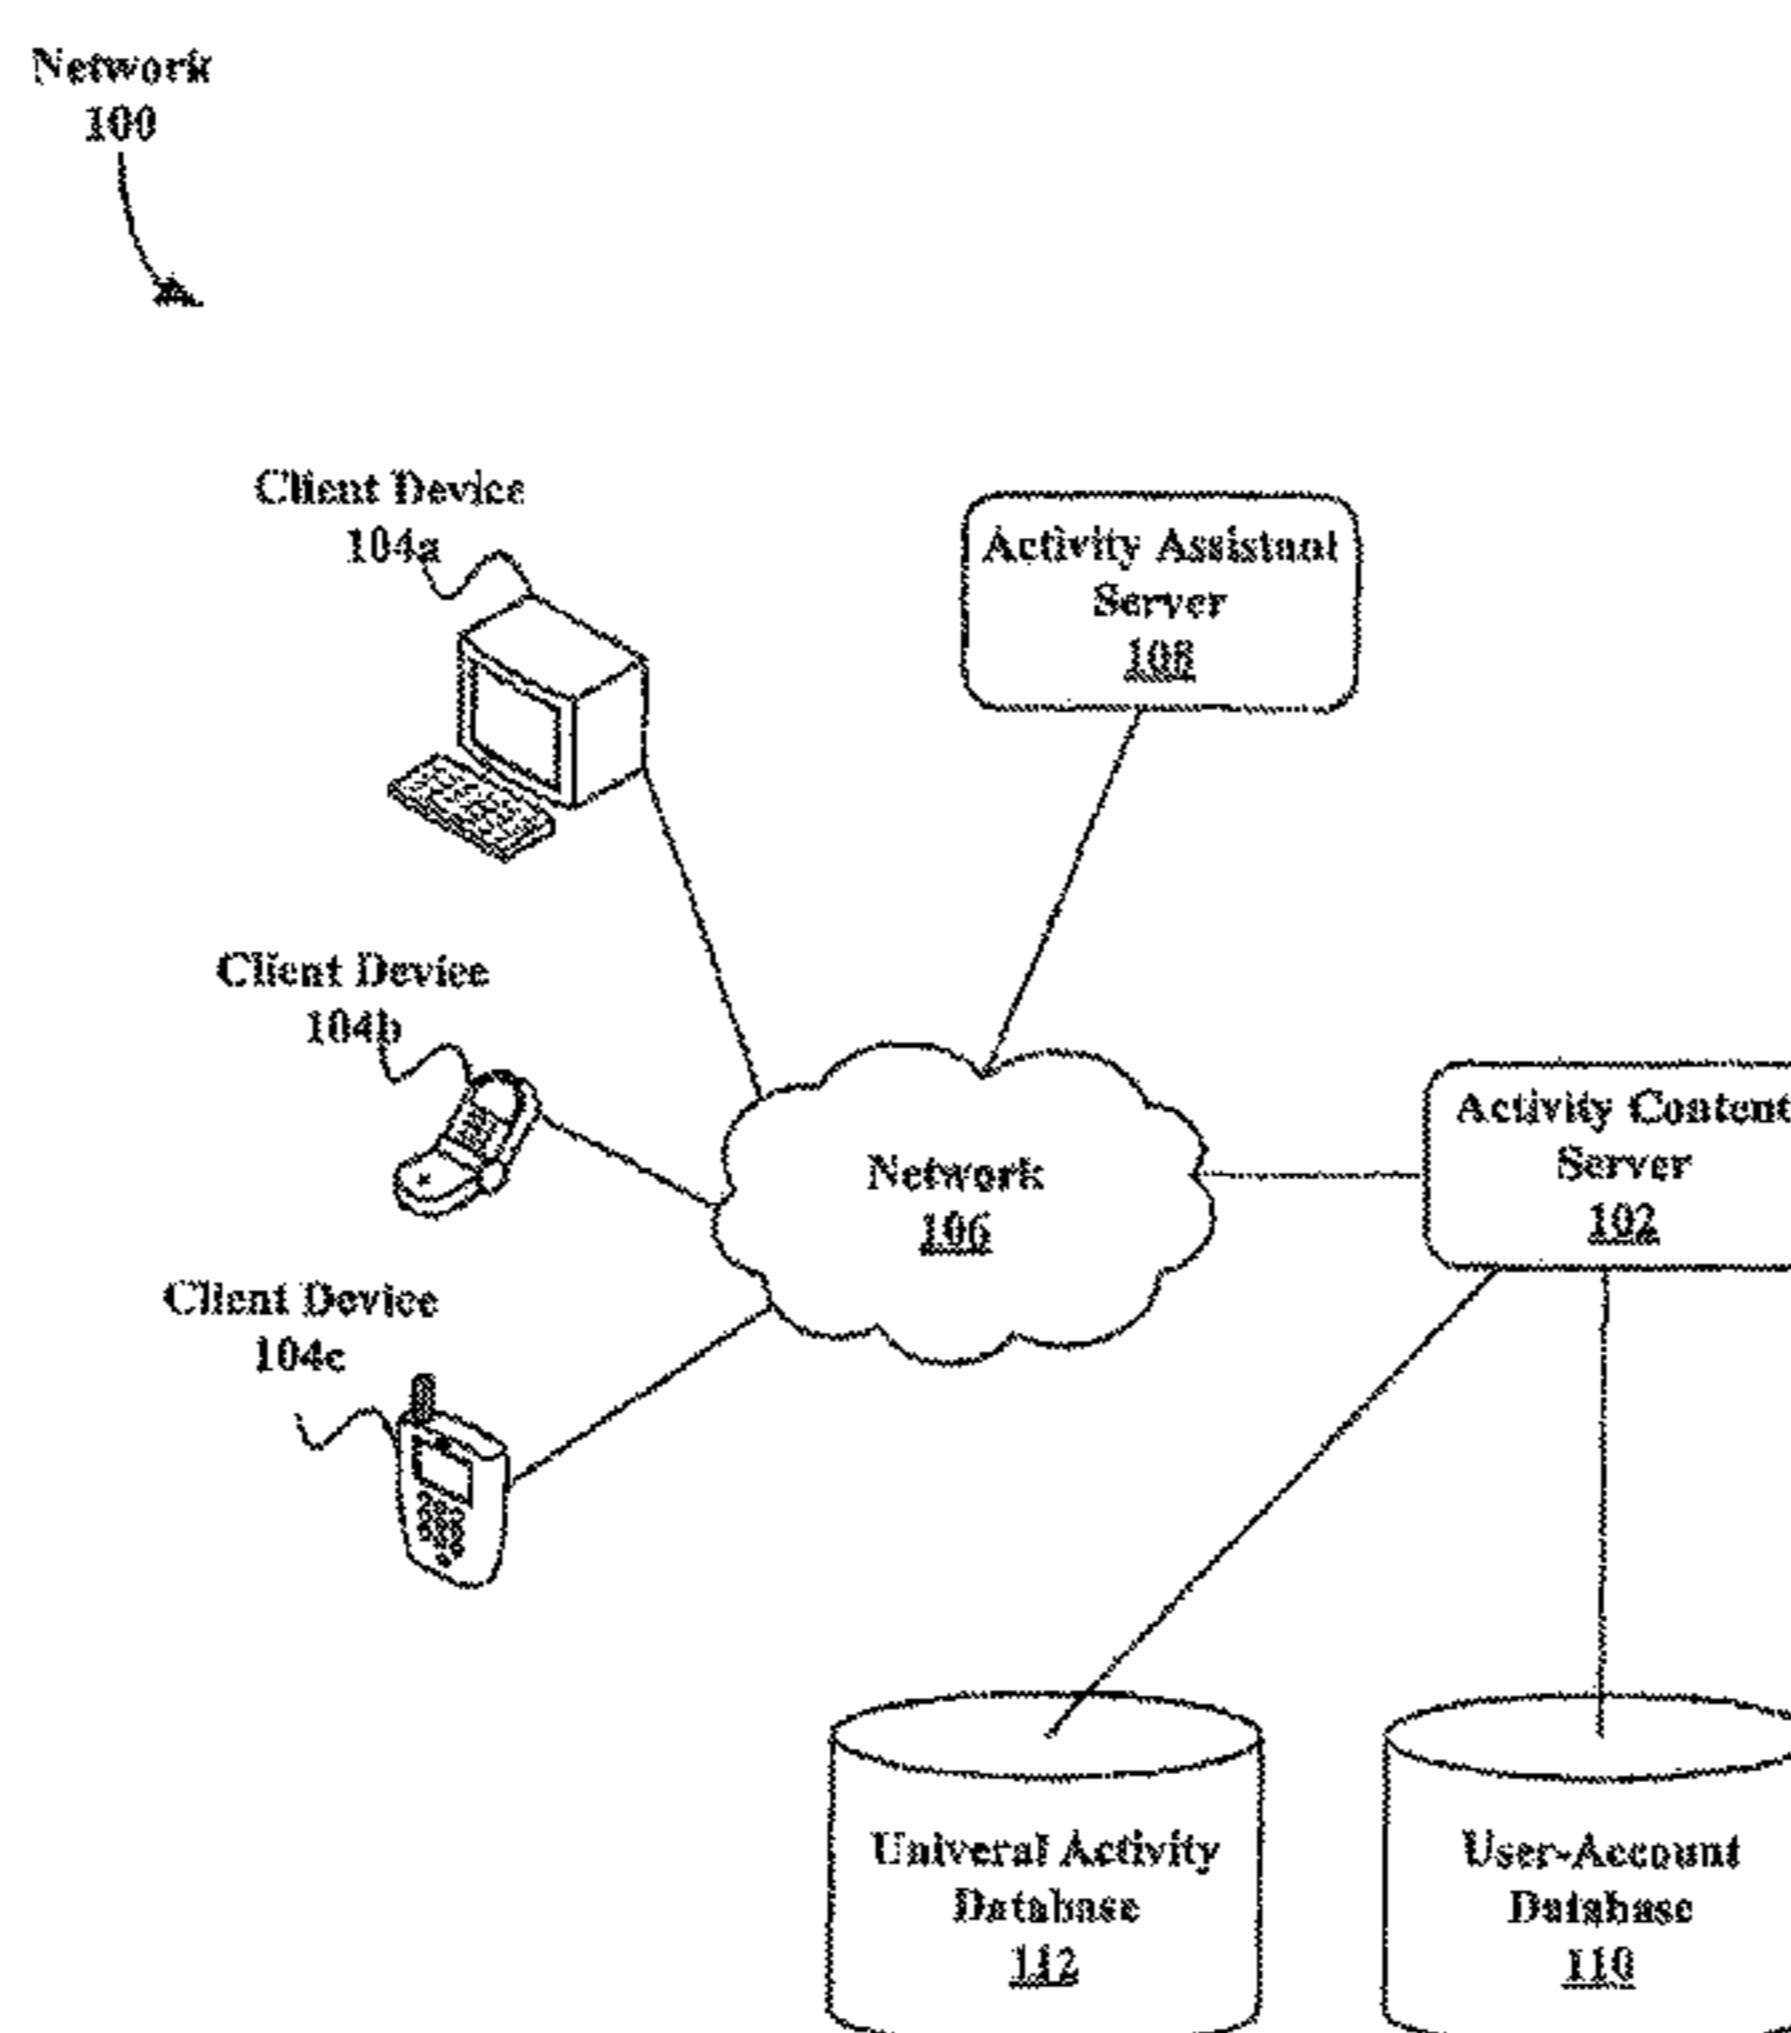 Network
100
Client Device
104a
Activity Assistant
Server
108
Client Device
104b
Activity Content
Server
102
Network
106
Client Device
104c
Univeral Activity
Database
112
User-Account
Database
110